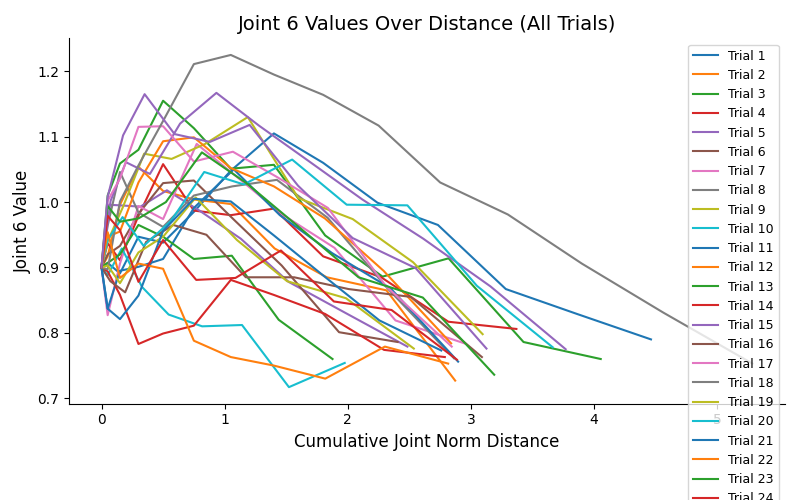 Joint 6 Values Over Distance (All Trials)
Joint 6 Value
1.2
1.1
1.0
0.9
0.8
0.7
0
1
2
3
4
5
Cumulative Joint Norm Distance
Trial 1
Trial 2
Trial 3
Trial 4
Trial 5
Trial 6
Trial 7
Trial 8
Trial 9
Trial 10
Trial 11
Trial 12
Trial 13
Trial 14
Trial 15
Trial 16
Trial 17
Trial 18
Trial 19
Trial 20
Trial 21
Trial 22
Trial 23
Trial 24